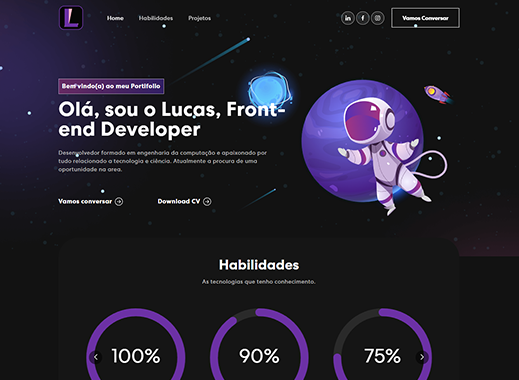 L
Home Habilidades Projetos
Vamos Conversar
Bem vindo(a) ao meu Portifolio
Olá, sou o Lucas, Front-
end Developer
Desenvolvedor formado em engenharia da computação e apaixonado por
tudo relacionado a tecnologia e ciência. Atualmente a procura de uma
oportunidade na area.
Vamos conversar Download CV
Habilidades
As tecnologias que tenho conhecimento.
100% 90% 75%